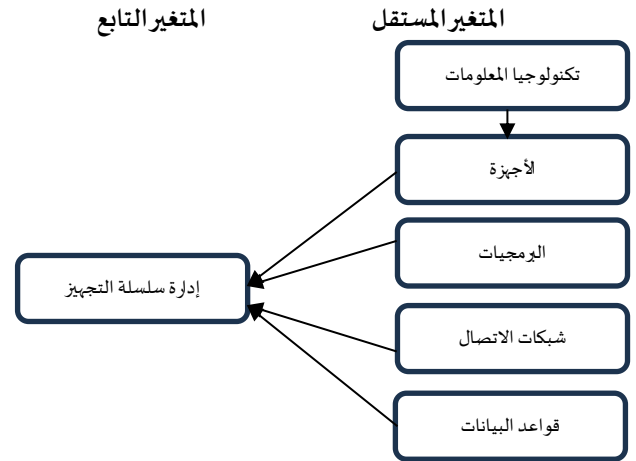 المتغير المستقل
المتغير التابع
تكنولوجيا المعلومات
الأجهزة
البرمجيات
إدارة سلسلة التجهيز
شبكات الاتصال
قواعد البيانات